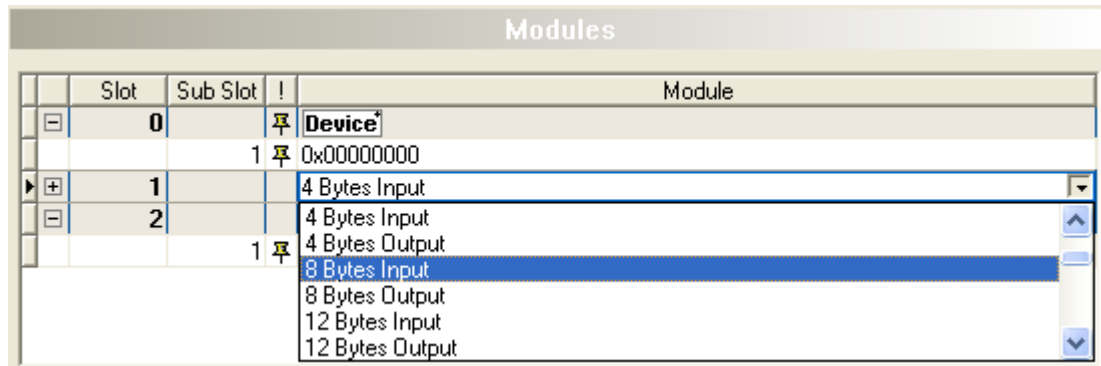 Modules
Slot Sub Slot ! Module
0 Device*
1 0x00000000
1 4 Bytes Input
2 4 Bytes Input
1 4 Bytes Output
8 Bytes Input
8 Bytes Output
12 Bytes Input
12 Bytes Output